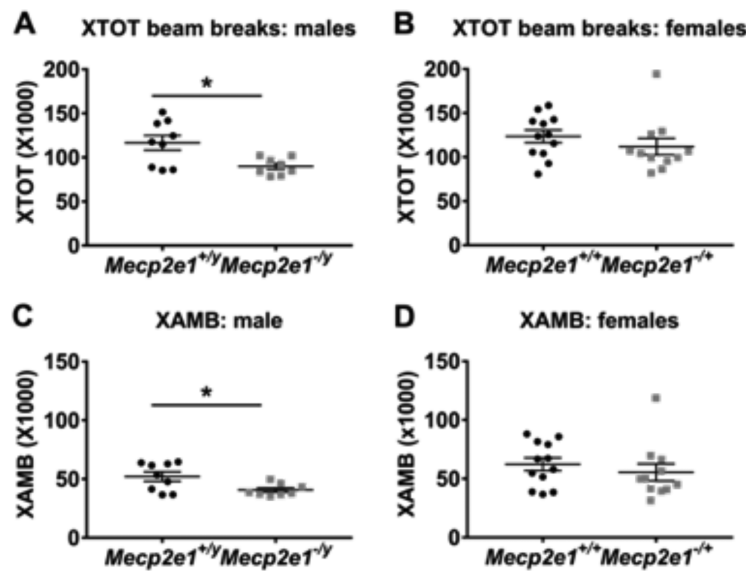 A XTOT beam breaks: males
XTOT (X1000)
200
150
100
50
0
*
Mecp2e1+/y Mecp2e1-/y
B XTOT beam breaks: females
XTOT (X1000)
200
150
100
50
0
Mecp2e1+/+ Mecp2e1-/+
C XAMB: male
XAMB (X1000)
150
100
50
0
*
Mecp2e1+/y Mecp2e1-/y
D XAMB: females
XAMB (x1000)
150
100
50
0
Mecp2e1+/+ Mecp2e1-/+